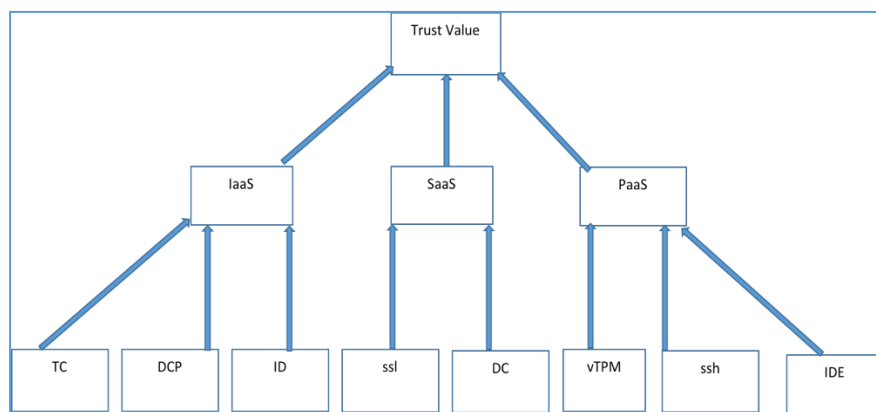 Trust Value
IaaS
SaaS
PaaS
TC
DCP
ID
ssl
DC
vTPM
ssh
IDE